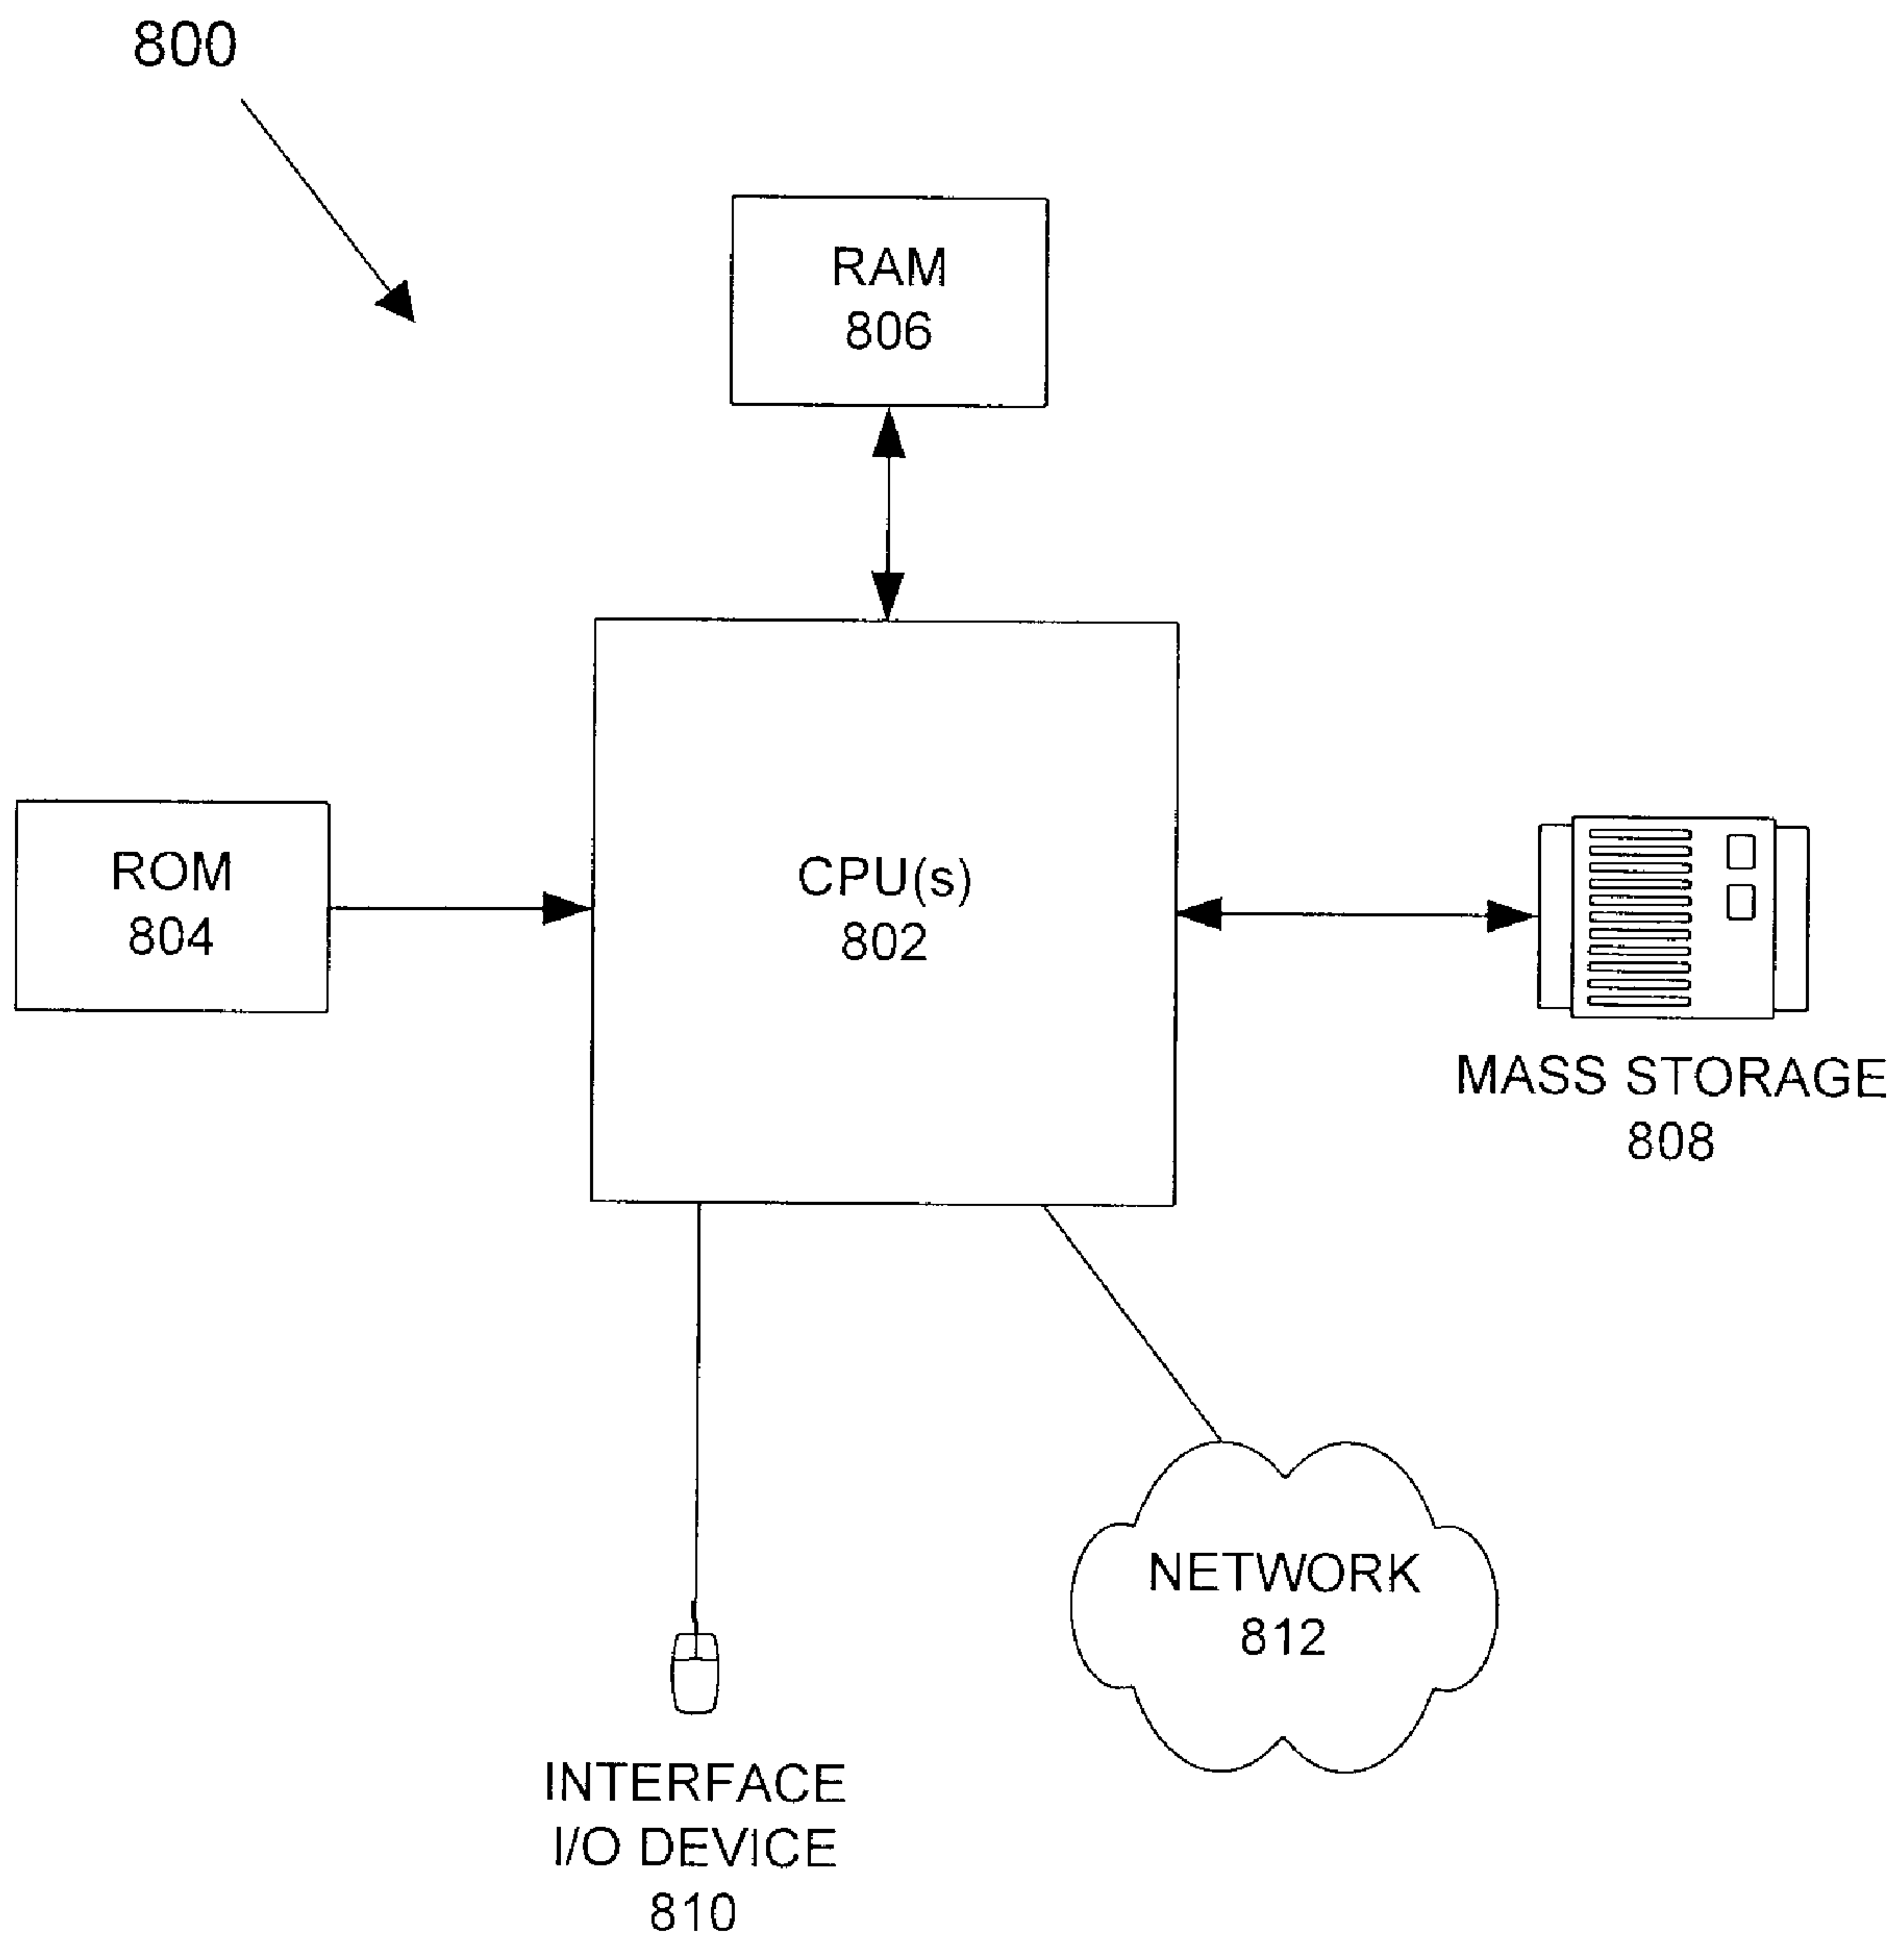 800
RAM
806
ROM
804
CPU(s)
802
MASS STORAGE
808
NETWORK
812
INTERFACE
I/O DEVICE
810